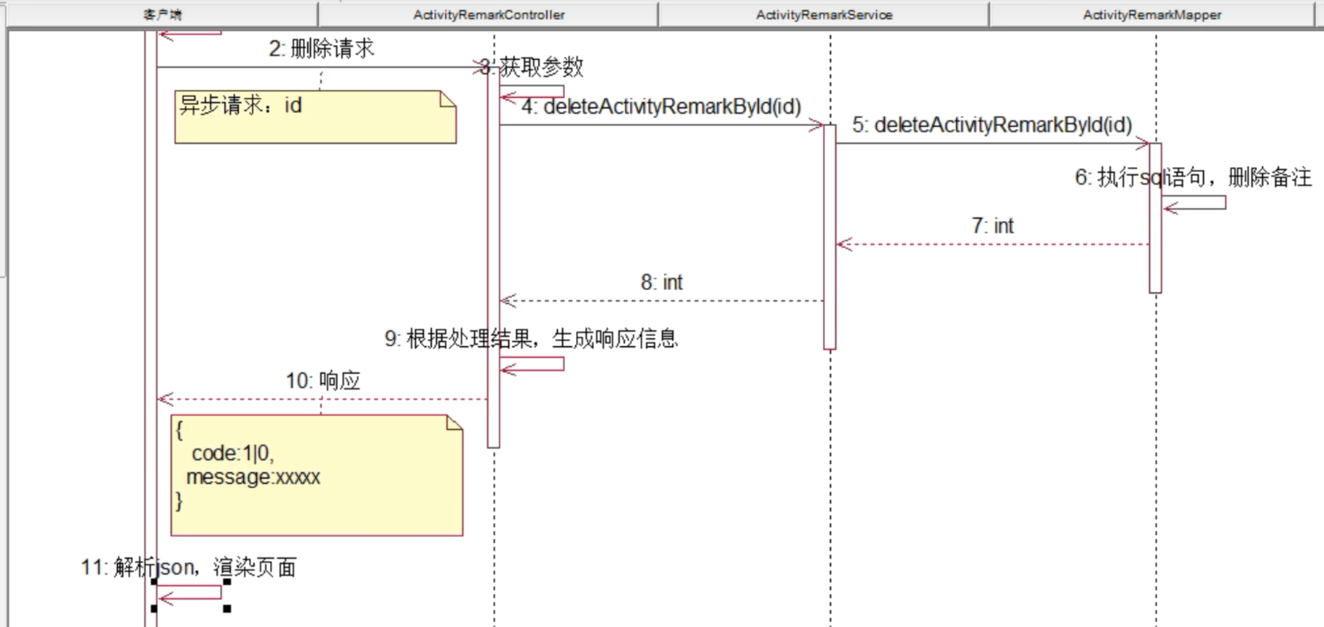 客户端
ActivityRemarkController
ActivityRemarkService
ActivityRemarkMapper
2: 删除请求
3: 获取参数
异步请求：id
4: deleteActivityRemarkById(id)
5: deleteActivityRemarkById(id)
6: 执行sql语句，删除备注
7: int
8: int
9: 根据处理结果，生成响应信息
10: 响应
{
code:1|0,
message:xxxxx
}
11: 解析json，渲染页面